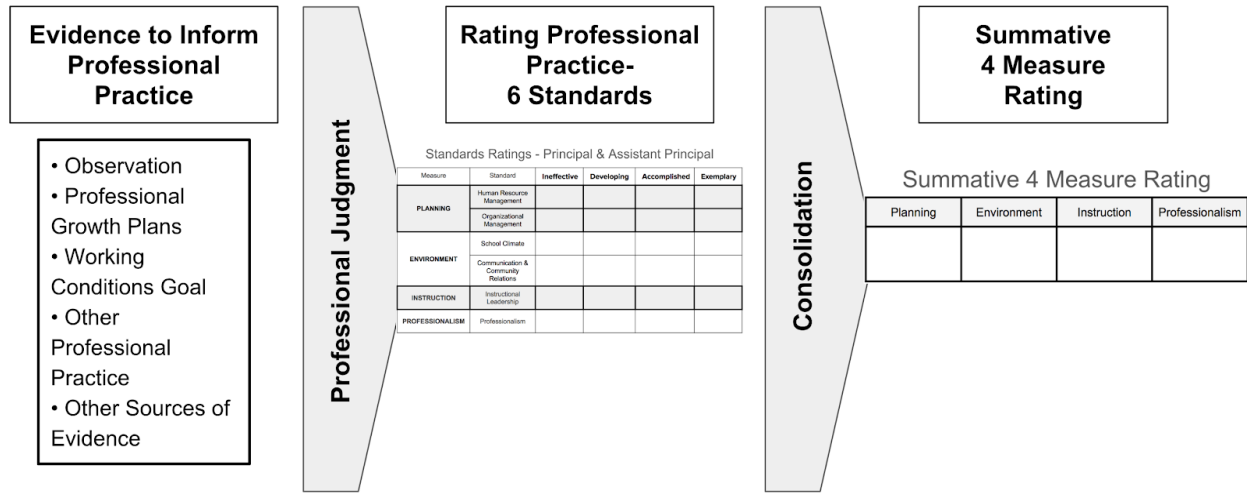 Evidence to Inform
Professional
Practice
• Observation
• Professional
Growth Plans
• Working
Conditions Goal
• Other
Professional
Practice
• Other Sources of
Evidence
Professional Judgment
Rating Professional
Practice-
6 Standards
Standards Ratings - Principal & Assistant Principal
Measure Standard Ineffective Developing Accomplished Exemplary
PLANNING
Human Resource
Management
Organizational
Management
ENVIRONMENT
School Climate
Communication &
Community
Relations
INSTRUCTION
Instructional
Leadership
PROFESSIONALISM Professionalism
Consolidation
Summative
4 Measure
Rating
Summative 4 Measure Rating
Planning Environment Instruction Professionalism